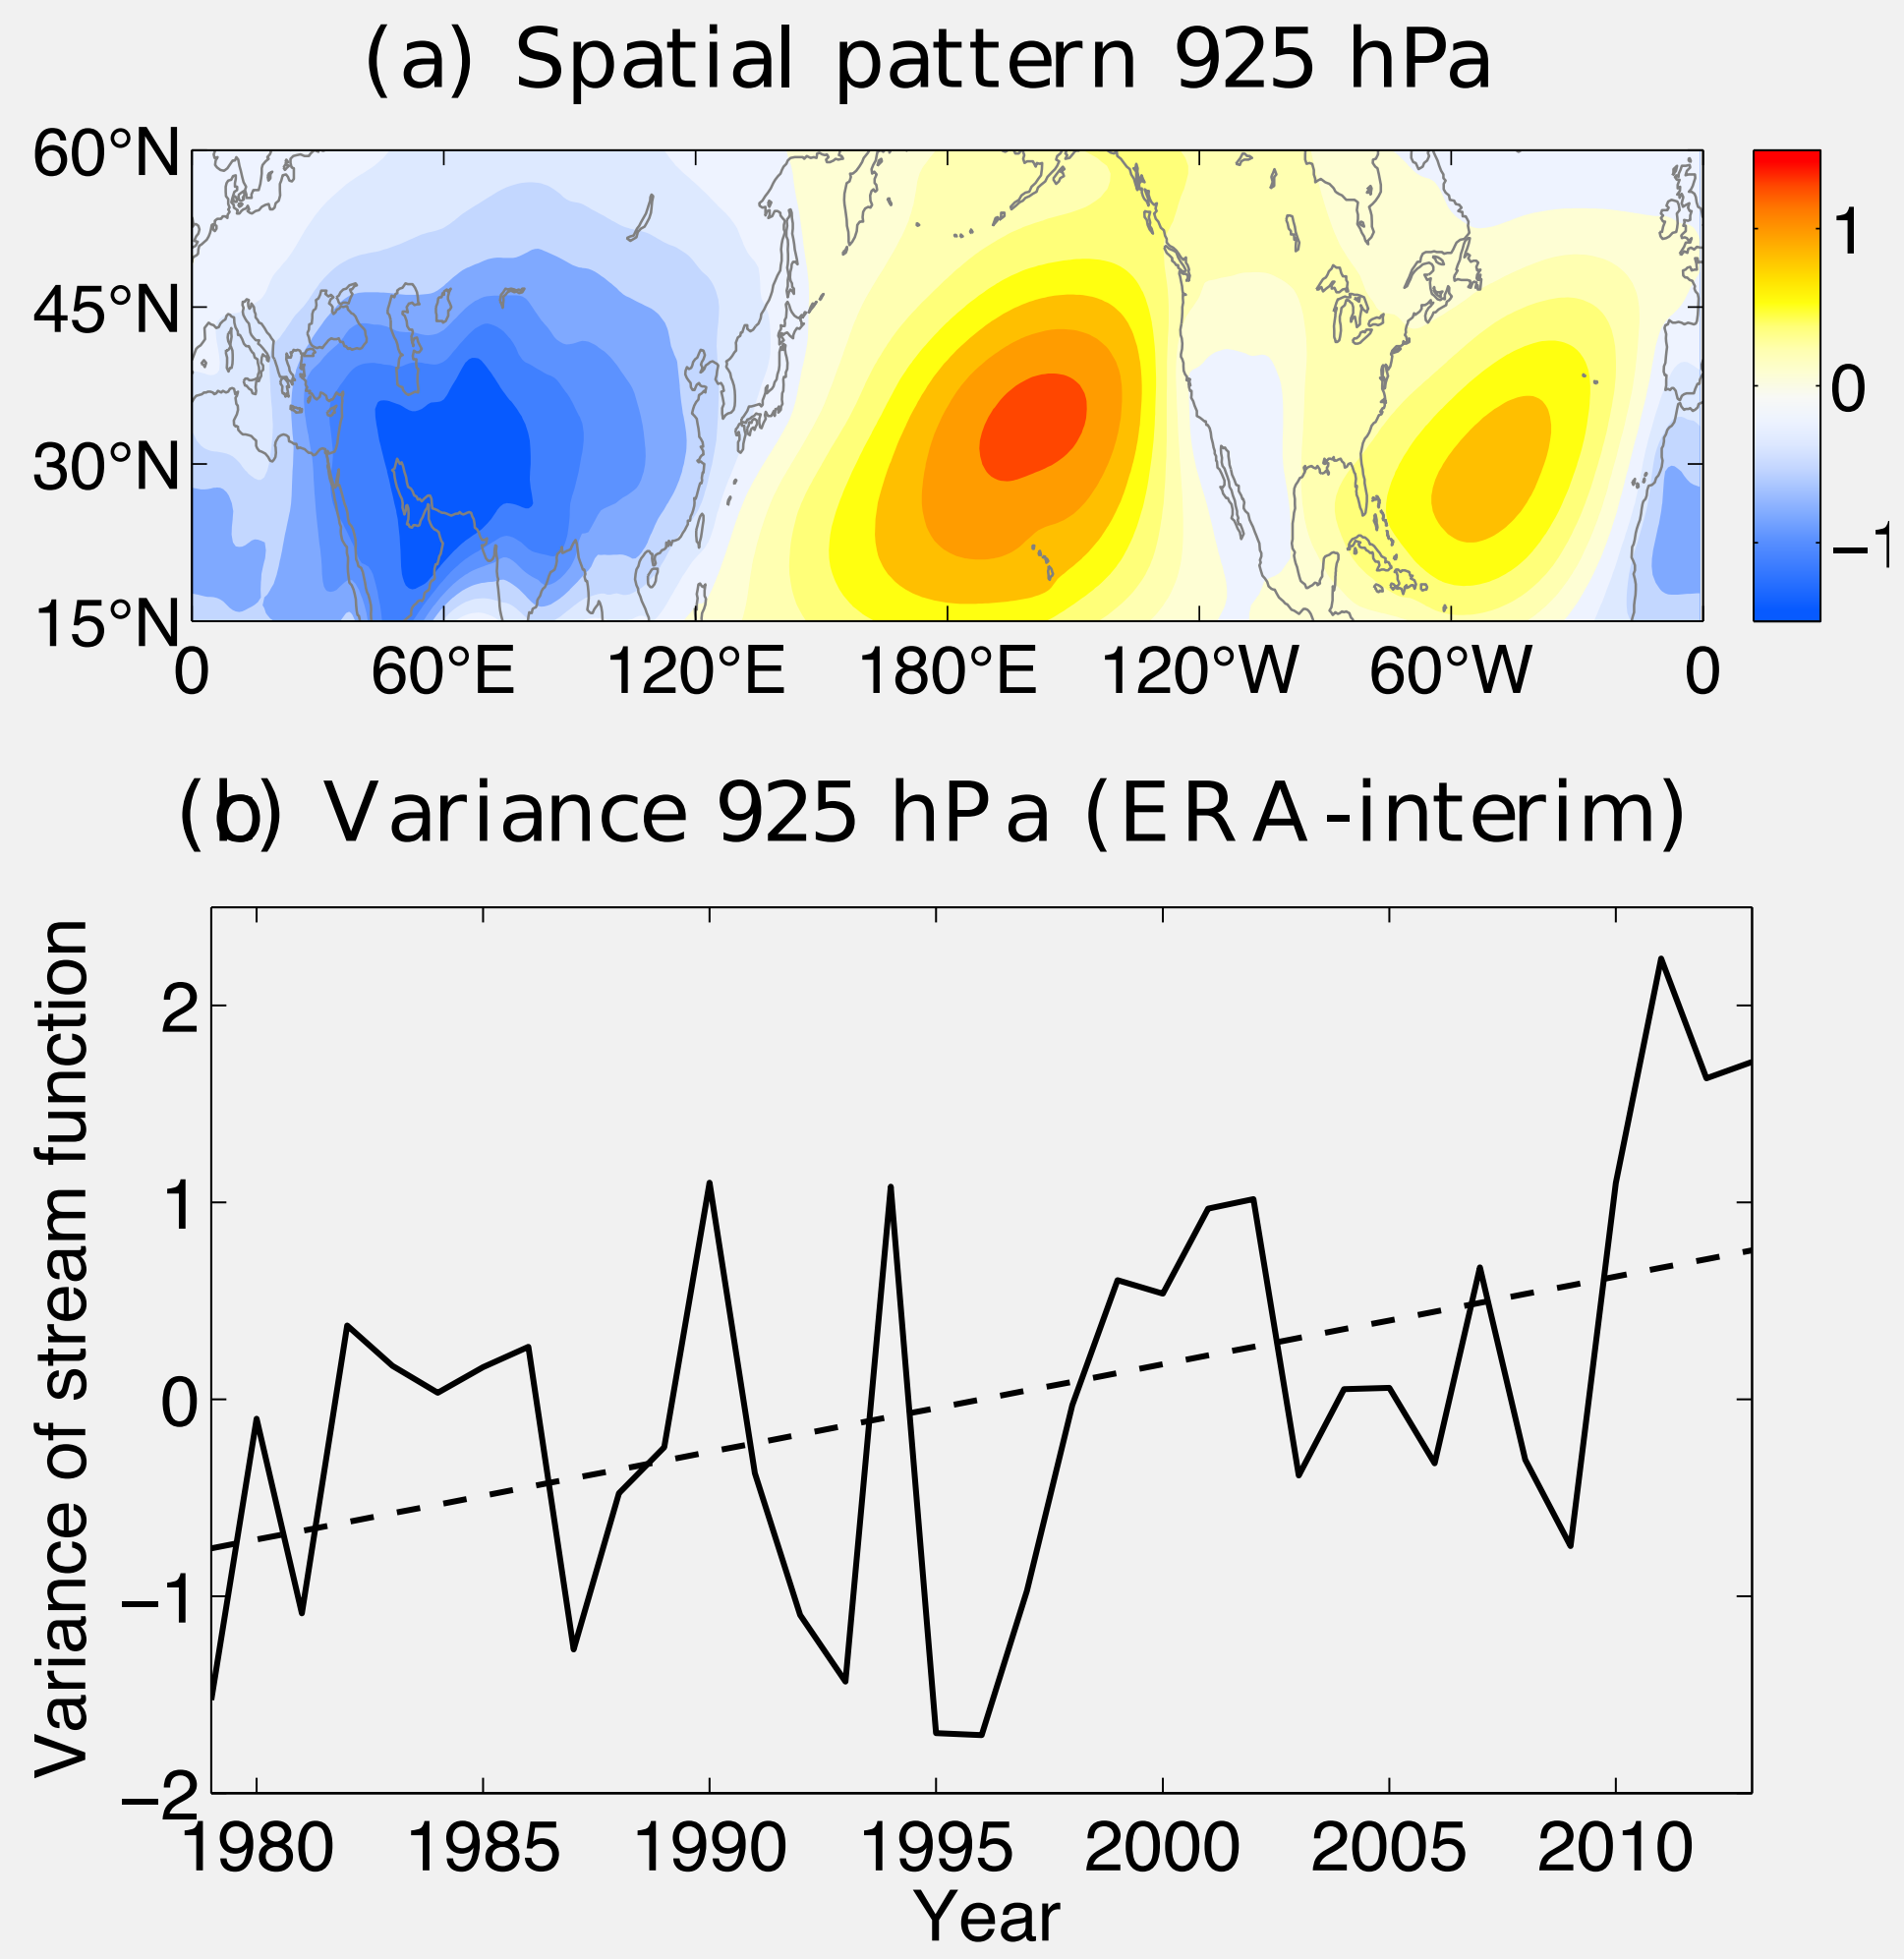 (a) Spatial pattern 925 hPa
60°N
45°N
30°N
15°N
0 60°E 120°E 180°E 120°W 60°W 0
1
0
−1
(b) Variance 925 hPa (ERA-interim)
Variance of stream function
2
1
0
−1
−2
1980 1985 1990 1995 2000 2005 2010
Year